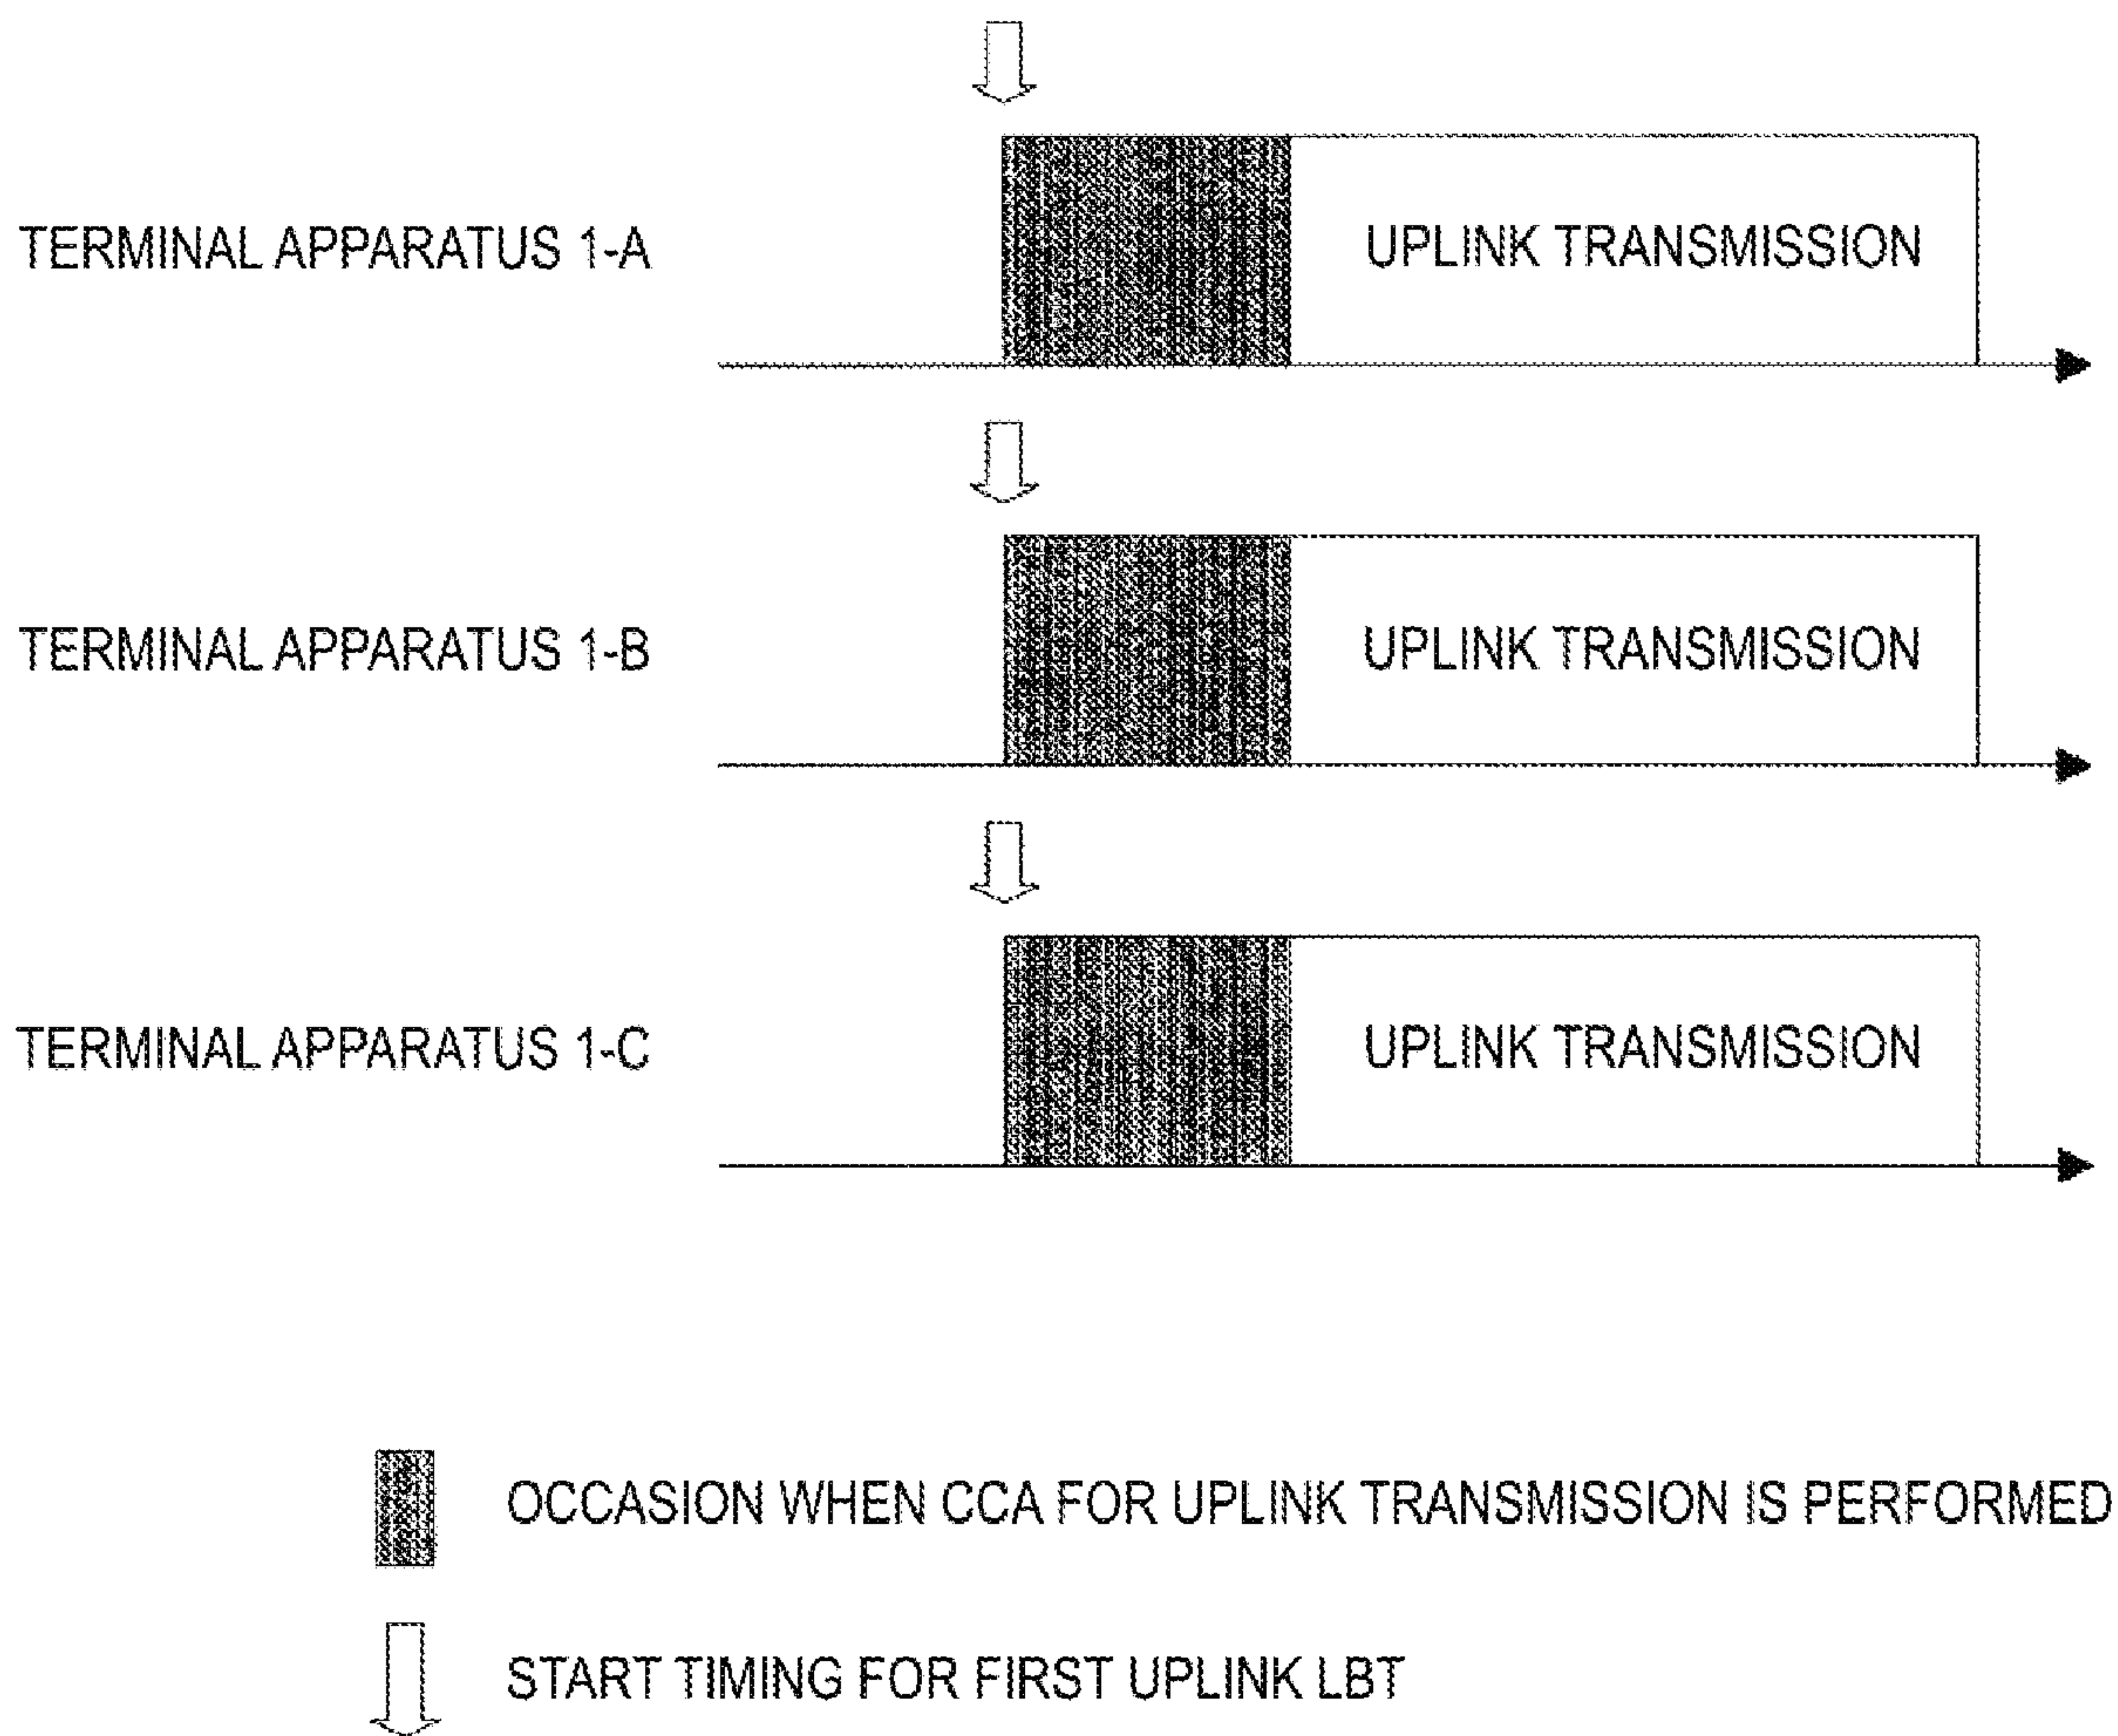 TERMINAL APPARATUS 1-A
UPLINK TRANSMISSION
TERMINAL APPARATUS 1-B
UPLINK TRANSMISSION
TERMINAL APPARATUS 1-C
UPLINK TRANSMISSION
OCCASION WHEN CCA FOR UPLINK TRANSMISSION IS PERFORMED
START TIMING FOR FIRST UPLINK LBT